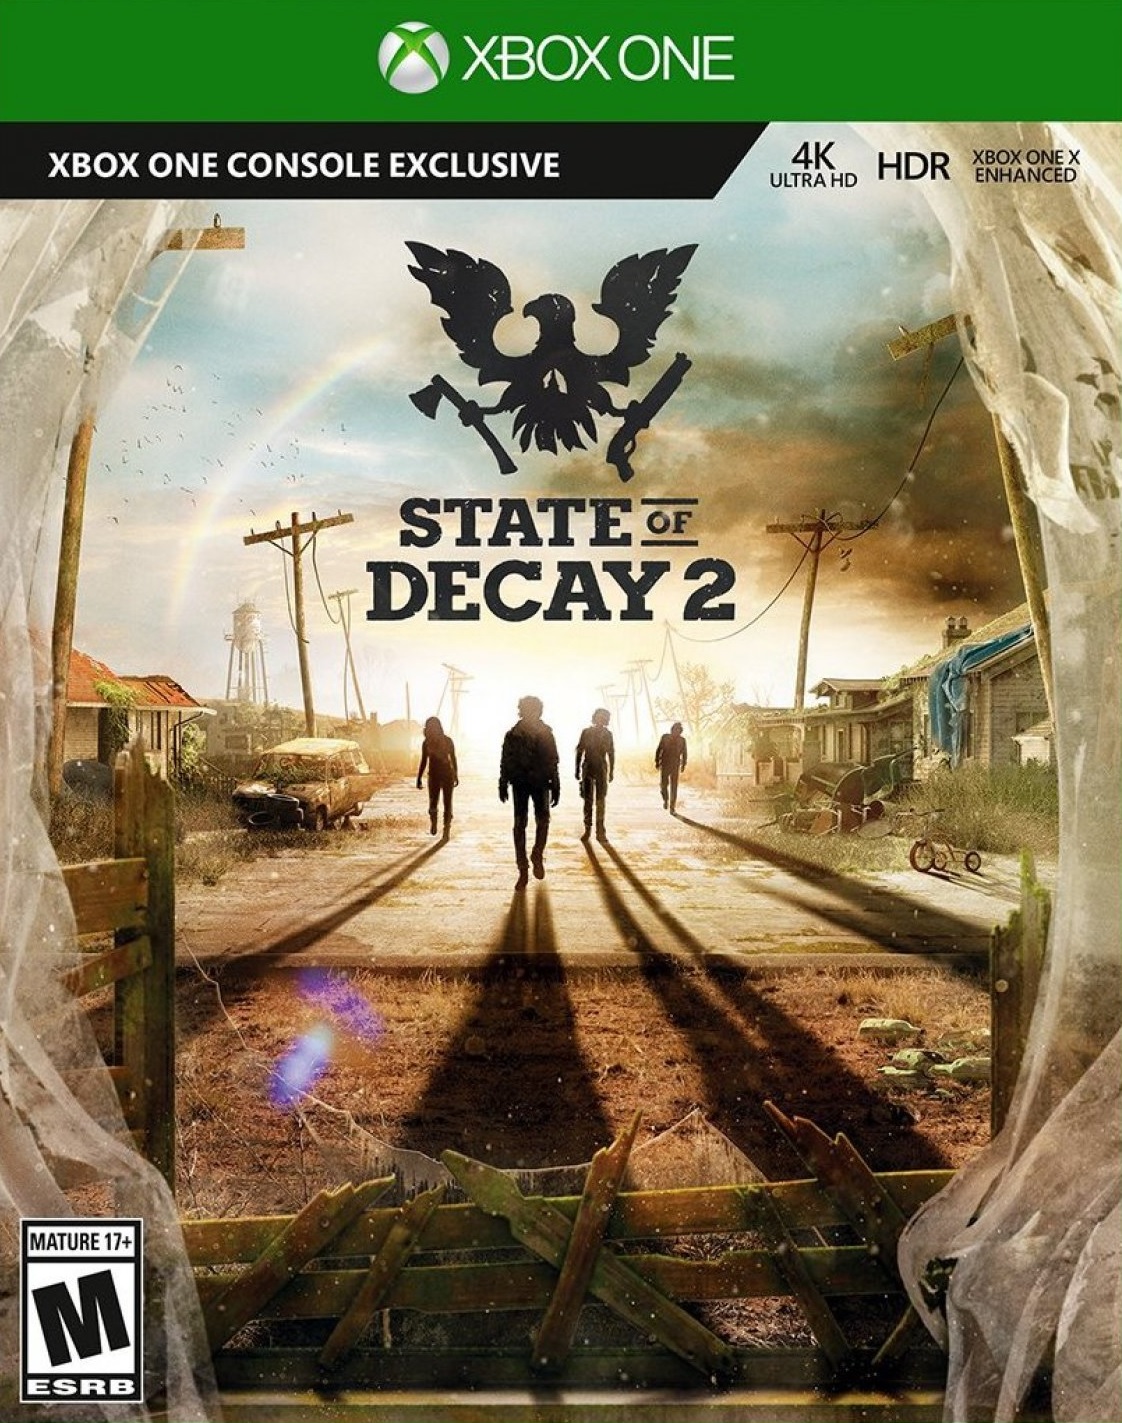 XBOX ONE
XBOX ONE CONSOLE EXCLUSIVE
4K
ULTRA HD
HDR
XBOX ONE X
ENHANCED
STATE OF
DECAY 2
MATURE 17+
M
ESRB